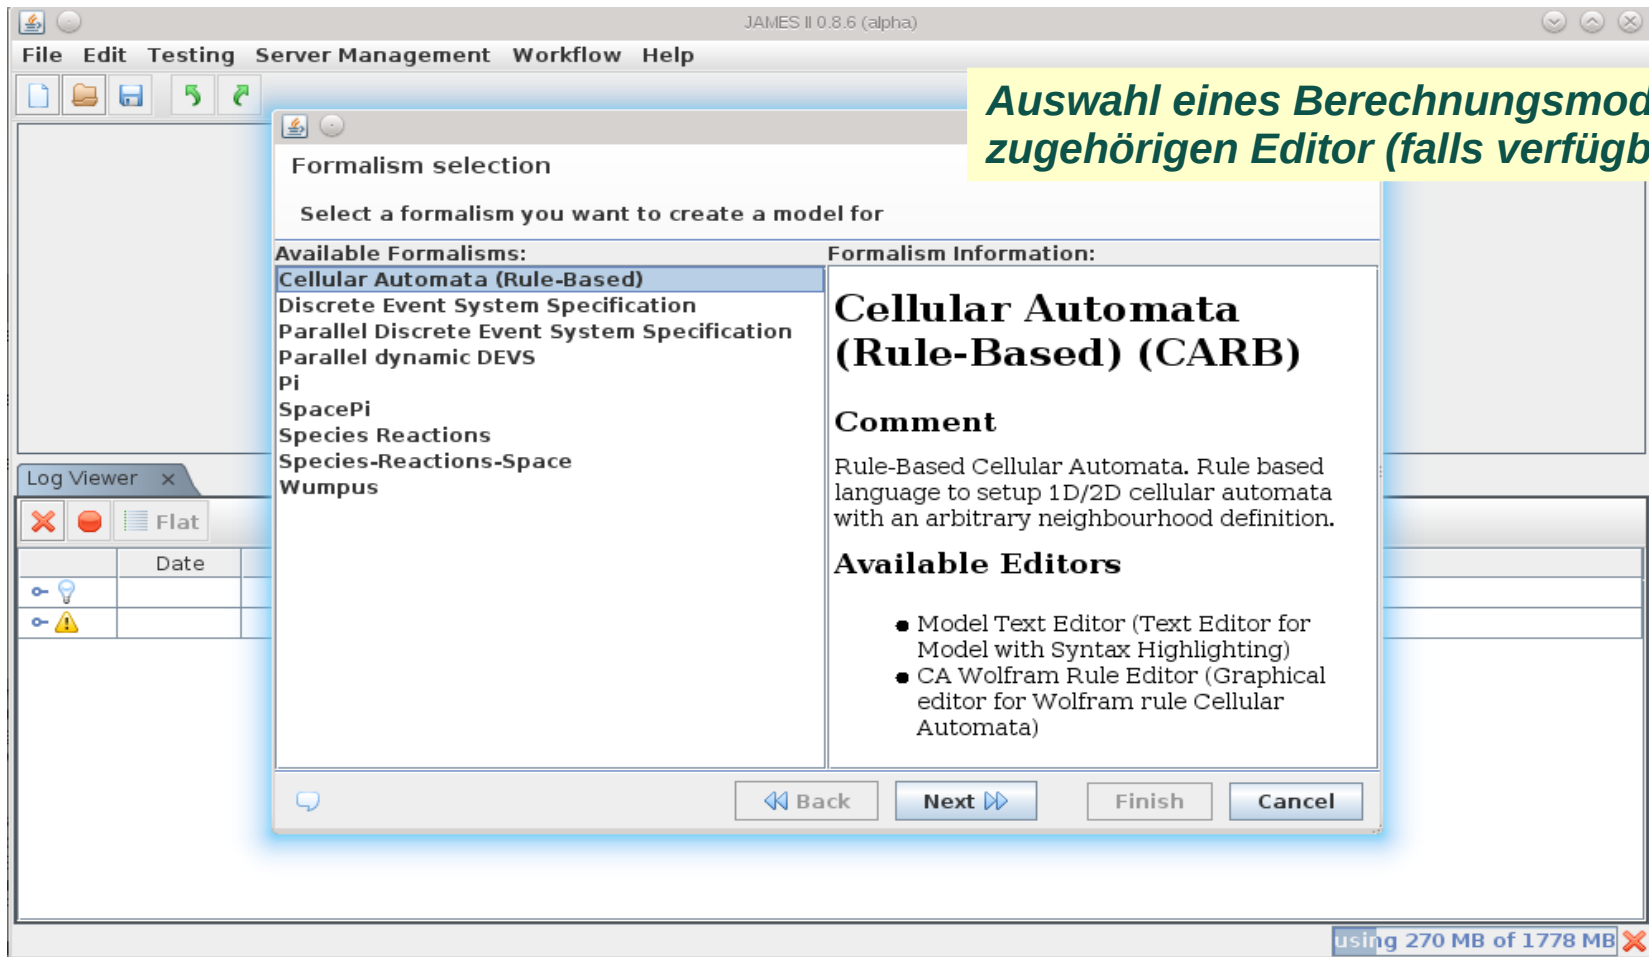 JAMES II 0.8.6 (alpha)
File Edit Testing Server Management Workflow Help
Auswahl eines
zugehörigen Editor (falls
Formalism selection
Select a formalism you want to create a model for
Available Formalisms:
Cellular Automata (Rule-Based)
Discrete Event System Specification
Parallel Discrete Event System Specification
Parallel dynamic DEVS
Pi
SpacePi
Species Reactions
Species-Reactions-Space
Wumpus
Formalism Information:
Cellular Automata
(Rule-Based) (CARB)
Comment
Rule-Based Cellular Automata. Rule based
language to setup 1D/2D cellular automata
with an arbitrary neighbourhood definition.
Available Editors
Model Text Editor (Text Editor for
Model with Syntax Highlighting)
CA Wolfram Rule Editor (Graphical
editor for Wolfram rule Cellular
Automata)
Back Next Finish Cancel
Log Viewer
Flat
Date
using 270 MB of 1778 MB